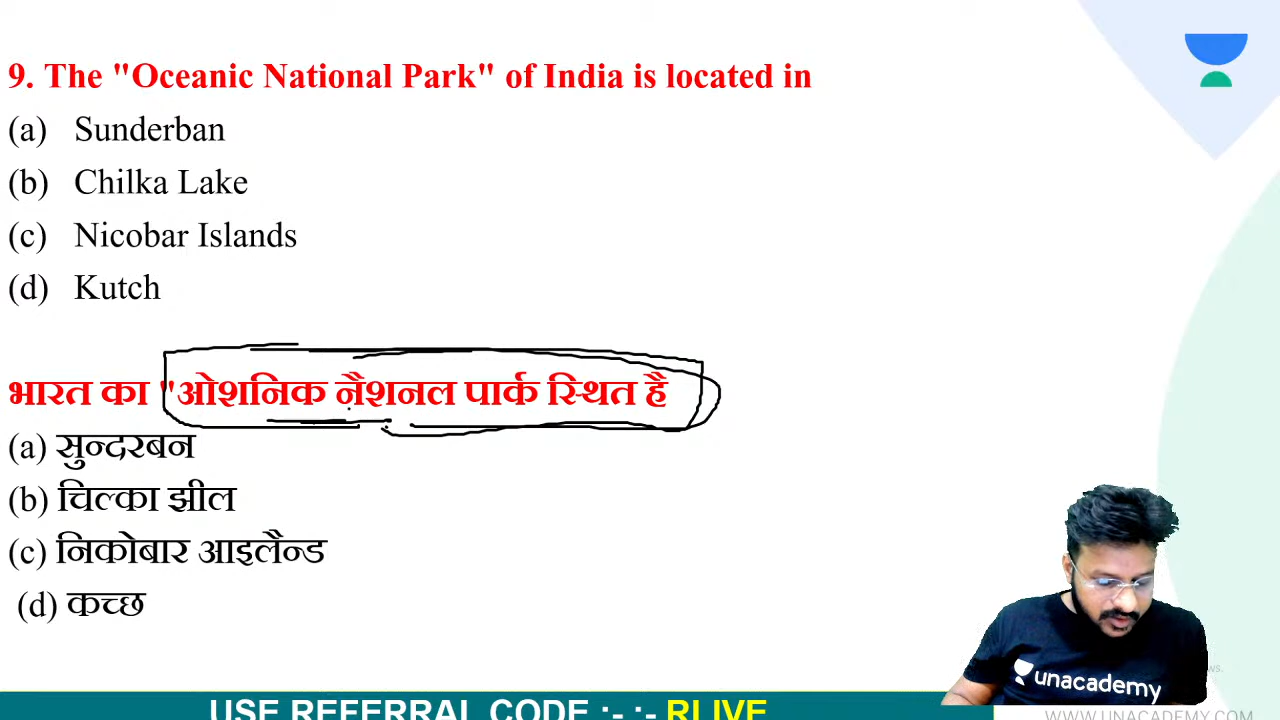 9. The "Oceanic National Park" of India is located in
(a) Sunderban
(b) Chilka Lake
(c) Nicobar Islands
(d) Kutch
भारत का "ओशनिक नैशनल पार्क स्थित है
(a) सुन्दरबन
(b) चिल्का झील
(c) निकोबार आइलैन्ड
(d) कच्छ
unacademy
USE REFERRAL CODE :- :- RLIVE
WWW.UNACADEMY.COM